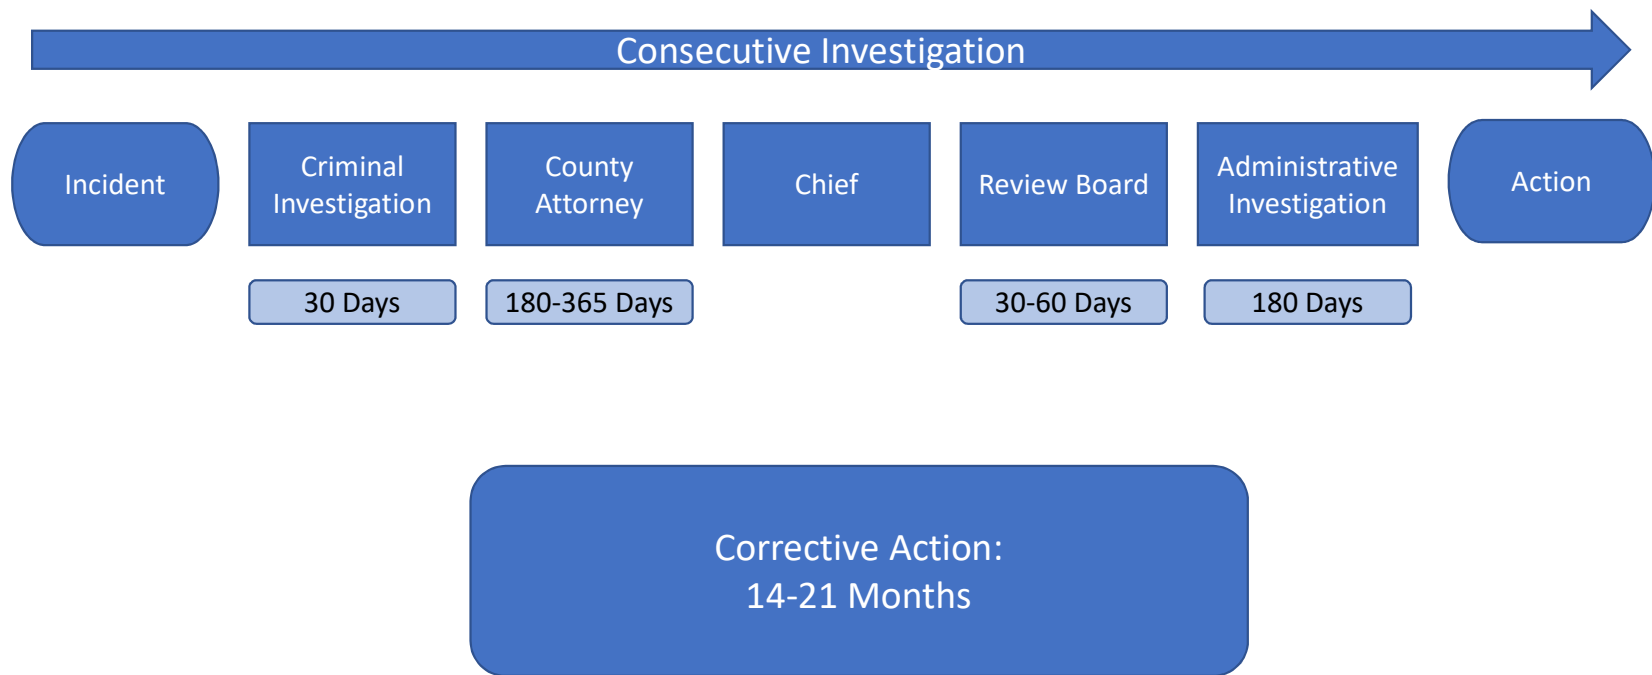 Consecutive Investigation
Incident
Criminal
Investigation
County
Attorney
Chief
Review Board
Administrative
Investigation
Action
30 Days
180-365 Days
30-60 Days
180 Days
Corrective Action:
14-21 Months